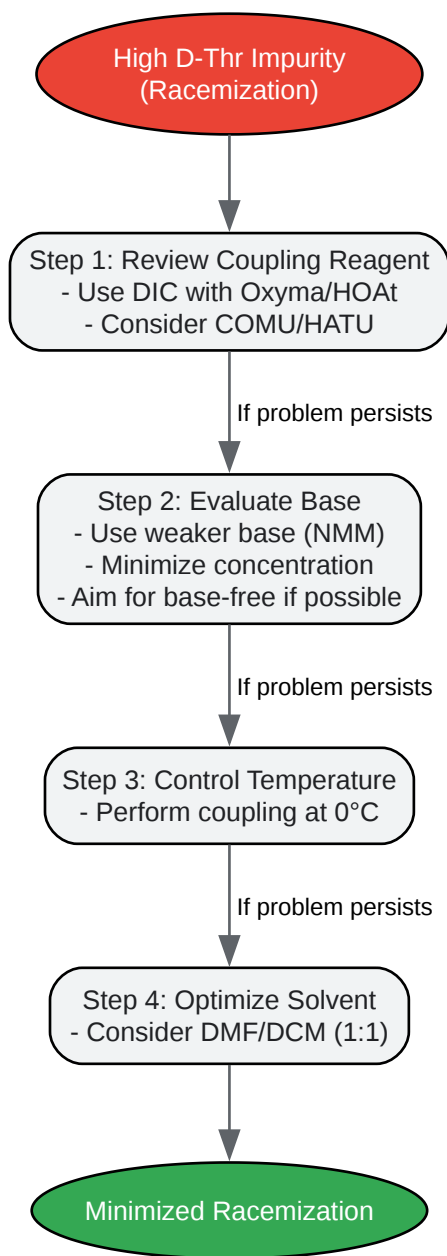 High D-Thr Impurity
(Racemization)
Step 1: Review Coupling Reagent
- Use DIC with Oxyma/HOAt
- Consider COMU/HATU
If problem persists
Step 2: Evaluate Base
- Use weaker base (NMM)
- Minimize concentration
- Aim for base-free if possible
If problem persists
Step 3: Control Temperature
- Perform coupling at 0°C
If problem persists
Step 4: Optimize Solvent
- Consider DMF/DCM (1:1)
Minimized Racemization